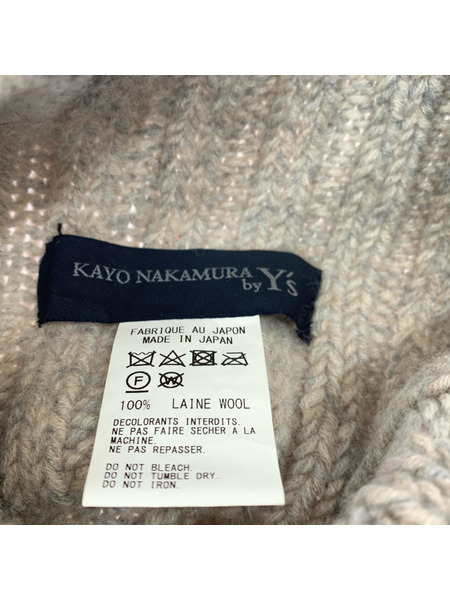 KAYO NAKAMURA
by Y's
FABRIQUE AU JAPON
MADE IN JAPAN
F W
100% LAINE WOOL
DECOLORANTS INTERDITS.
NE PAS FAIRE SECHER A LA
MACHINE.
NE PAS REPASSER.
DO NOT BLEACH.
DO NOT TUMBLE DRY.
DO NOT IRON.